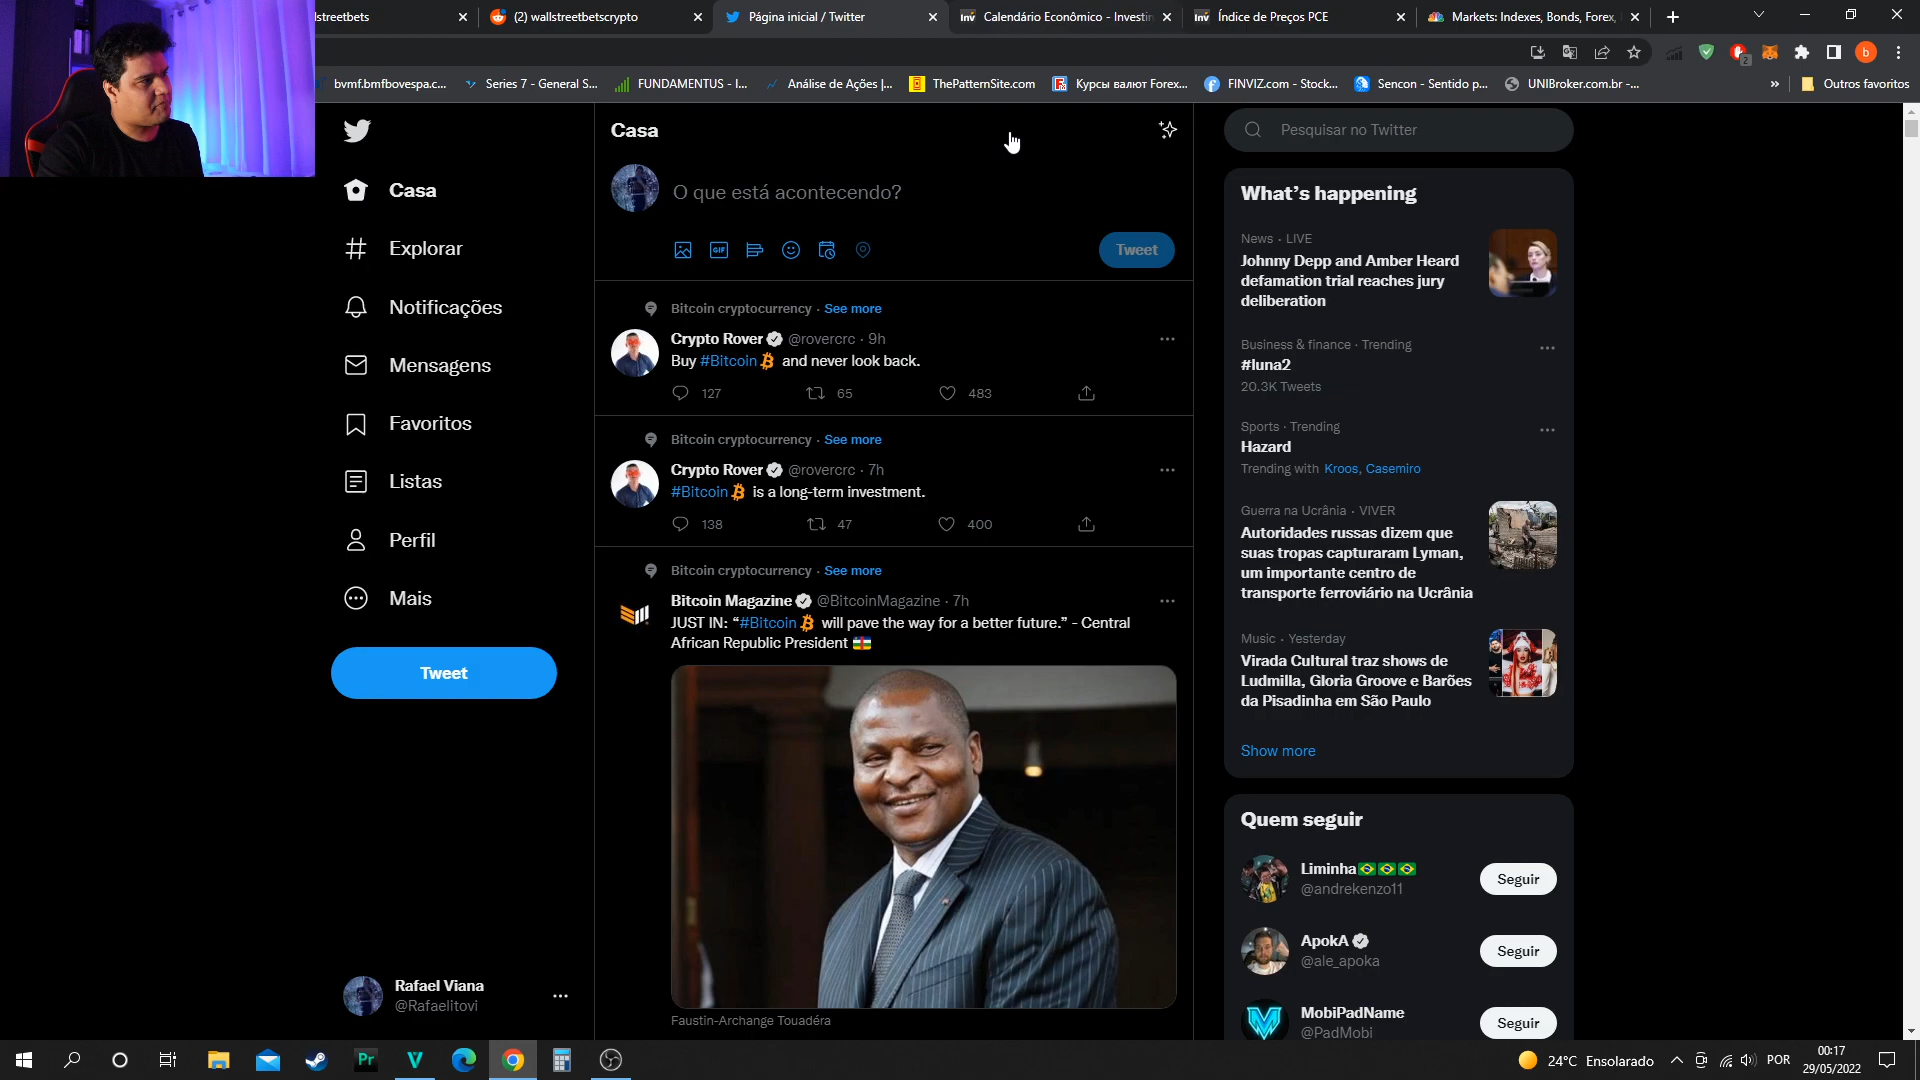 lstreetbets
(2) wallstreetbetscrypto
Página inicial / Twitter
Calendário Econômico - Investin
Índice de Preços PCE
Markets: Indexes, Bonds, Forex,
bvmf.bmfbovespa.c...
Series 7 - General S...
FUNDAMENTUS - I...
Análise de Ações |...
ThePatternSite.com
Курсы валют Forex...
FINVIZ.com - Stock...
Sencon - Sentido p...
UNIBroker.com.br -...
»
Outros favoritos
Casa
Explorar
Notificações
Mensagens
Favoritos
Listas
Perfil
Mais
Tweet
Rafael Viana
@Rafaelitovi
Casa
O que está acontecendo?
GIF
Tweet
Bitcoin cryptocurrency · See more
Crypto Rover @rovercrc · 9h
Buy #Bitcoin and never look back.
127 65 483
Bitcoin cryptocurrency · See more
Crypto Rover @rovercrc · 7h
#Bitcoin is a long-term investment.
138 47 400
Bitcoin cryptocurrency · See more
Bitcoin Magazine @BitcoinMagazine · 7h
JUST IN: “#Bitcoin will pave the way for a better future.” - Central
African Republic President
Faustin-Archange Touadéra
Pesquisar no Twitter
What’s happening
News · LIVE
Johnny Depp and Amber Heard
defamation trial reaches jury
deliberation
Business & finance · Trending
#luna2
20.3K Tweets
Sports · Trending
Hazard
Trending with Kroos, Casemiro
Guerra na Ucrânia · VIVER
Autoridades russas dizem que
suas tropas capturaram Lyman,
um importante centro de
transporte ferroviário na Ucrânia
Music · Yesterday
Virada Cultural traz shows de
Ludmilla, Gloria Groove e Barões
da Pisadinha em São Paulo
Show more
Quem seguir
Liminha
@andrekenzo11
Seguir
ApokA
@ale_apoka
Seguir
MobiPadName
@PadMobi
Seguir
24°C Ensolarado
POR
00:17
29/05/2022